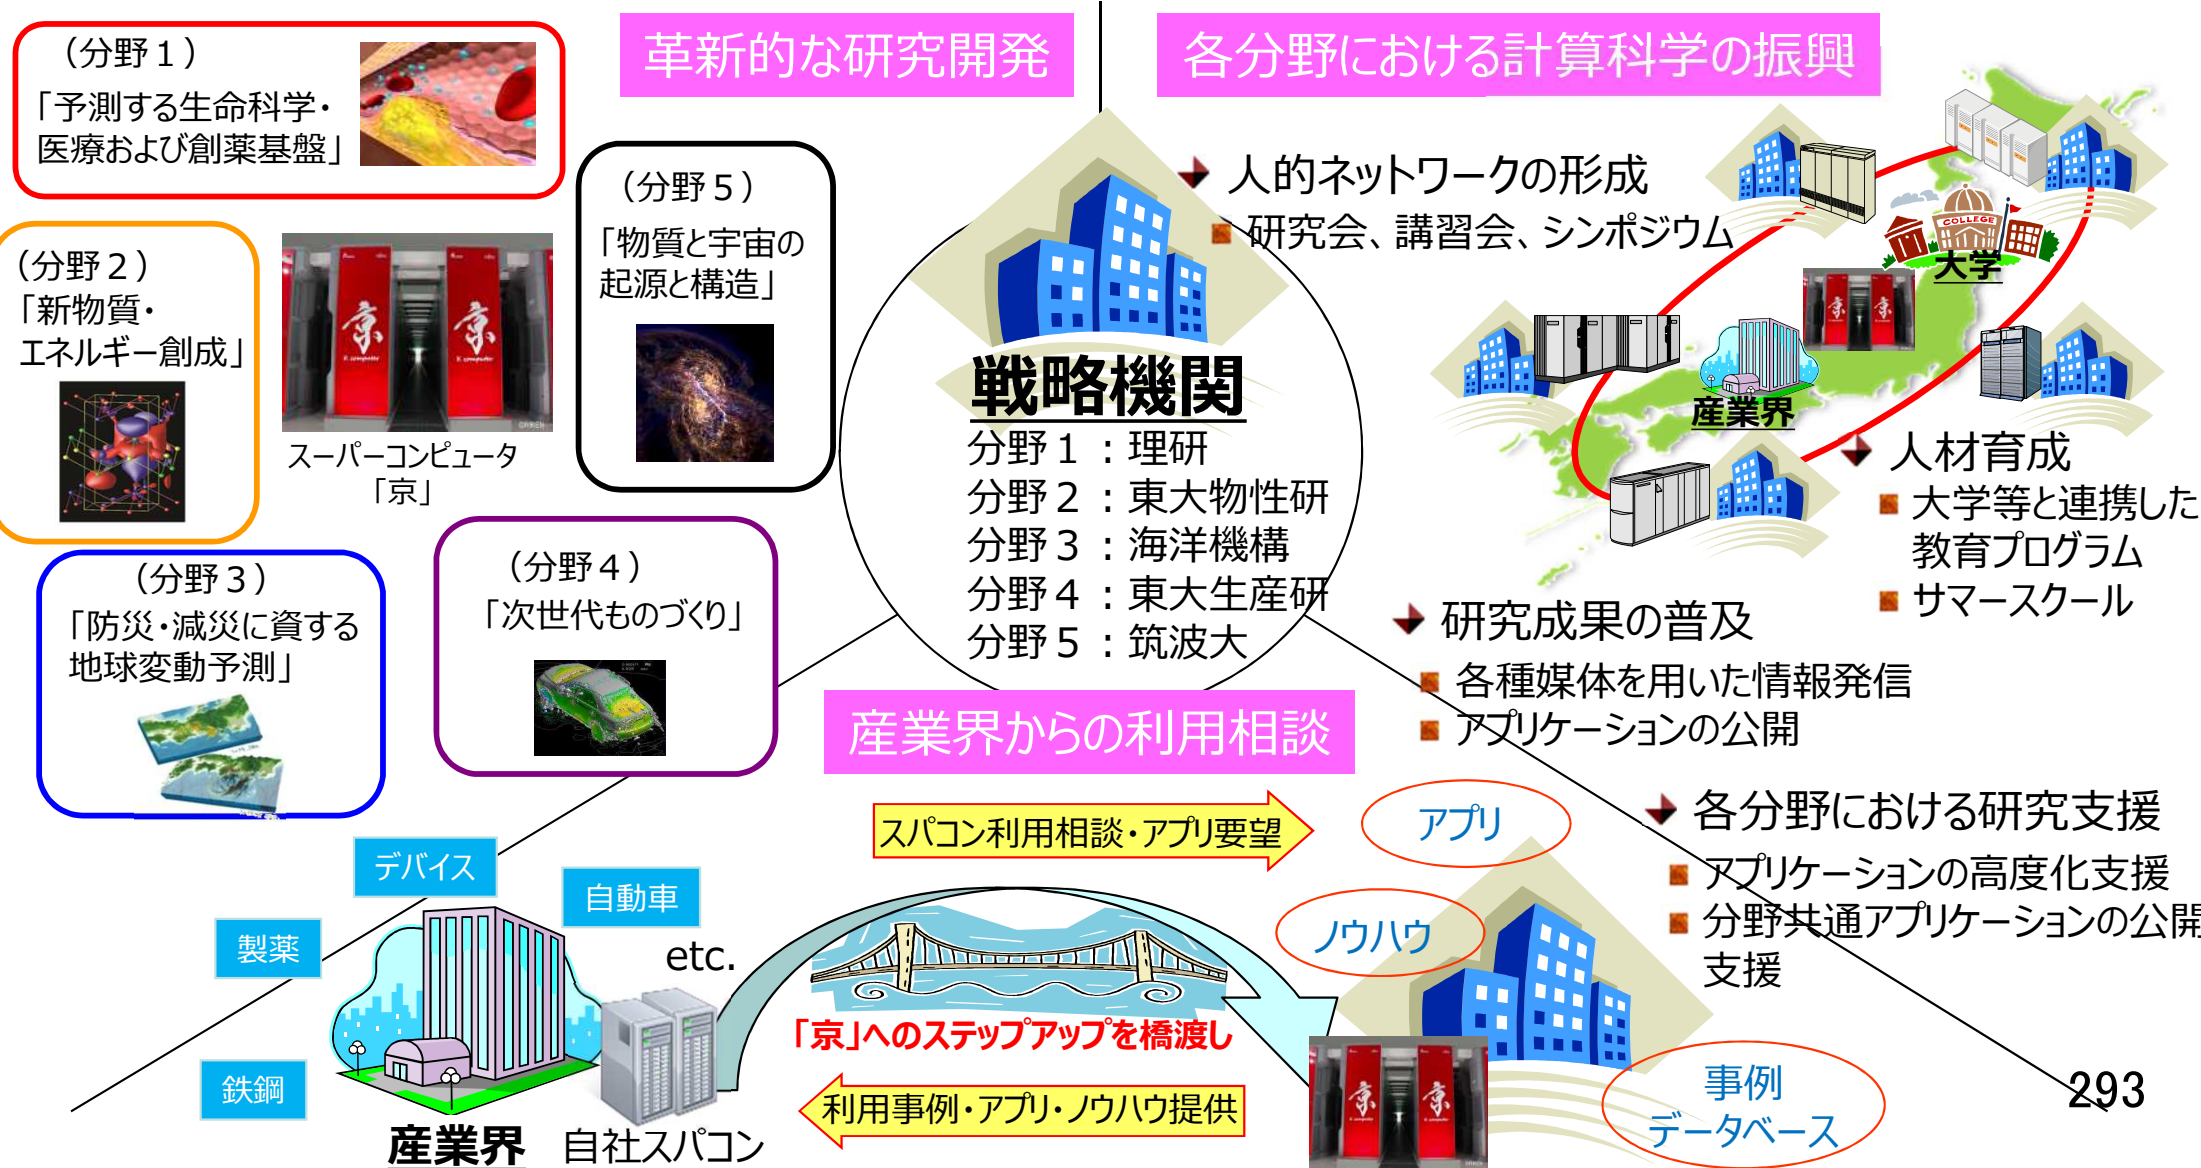 革新的な研究開発
各分野における計算科学の振興
（分野１）
「予測する生命科学・
医療および創薬基盤」
（分野２）
「新物質・
エネルギー創成」
（分野５）
「物質と宇宙の
起源と構造」
京
K computer
京
K computer
スーパーコンピュータ
「京」
（分野３）
「防災・減災に資する
地球変動予測」
（分野４）
「次世代ものづくり」
戦略機関
分野１：理研
分野２：東大物性研
分野３：海洋機構
分野４：東大生産研
分野５：筑波大
人的ネットワークの形成
研究会、講習会、シンポジウム
COLLEGE
大学
京
京
産業界
人材育成
大学等と連携した
教育プログラム
サマースクール
研究成果の普及
各種媒体を用いた情報発信
アプリケーションの公開
各分野における研究支援
アプリケーションの高度化支援
分野共通アプリケーションの公開
支援
産業界からの利用相談
スパコン利用相談・アプリ要望
アプリ
ノウハウ
デバイス
自動車
製薬
etc.
鉄鋼
「京」へのステップアップを橋渡し
利用事例・アプリ・ノウハウ提供
産業界
自社スパコン
京
京
事例
データベース
293